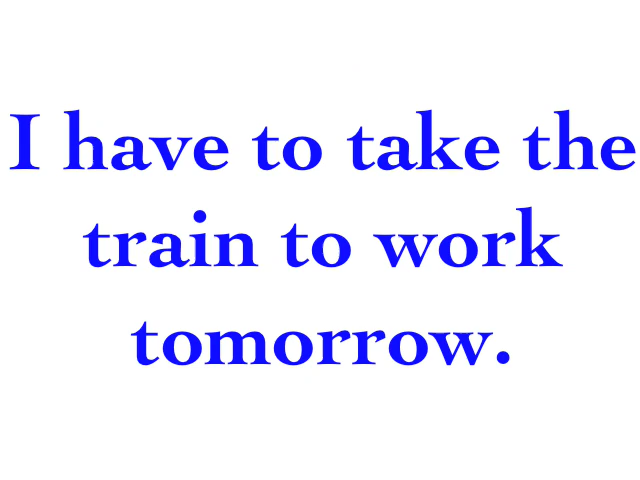 I have to take the
train to work
tomorrow.